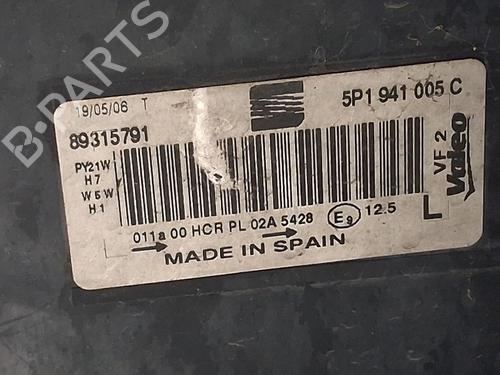 B-PARTS
19/05/06 T
5P1 941 005 C
89315791
PY21W
H7
W5W
H1
VF 2
Valeo
L
011a 00 HCR PL 02A 5428
E9
12.5
MADE IN SPAIN